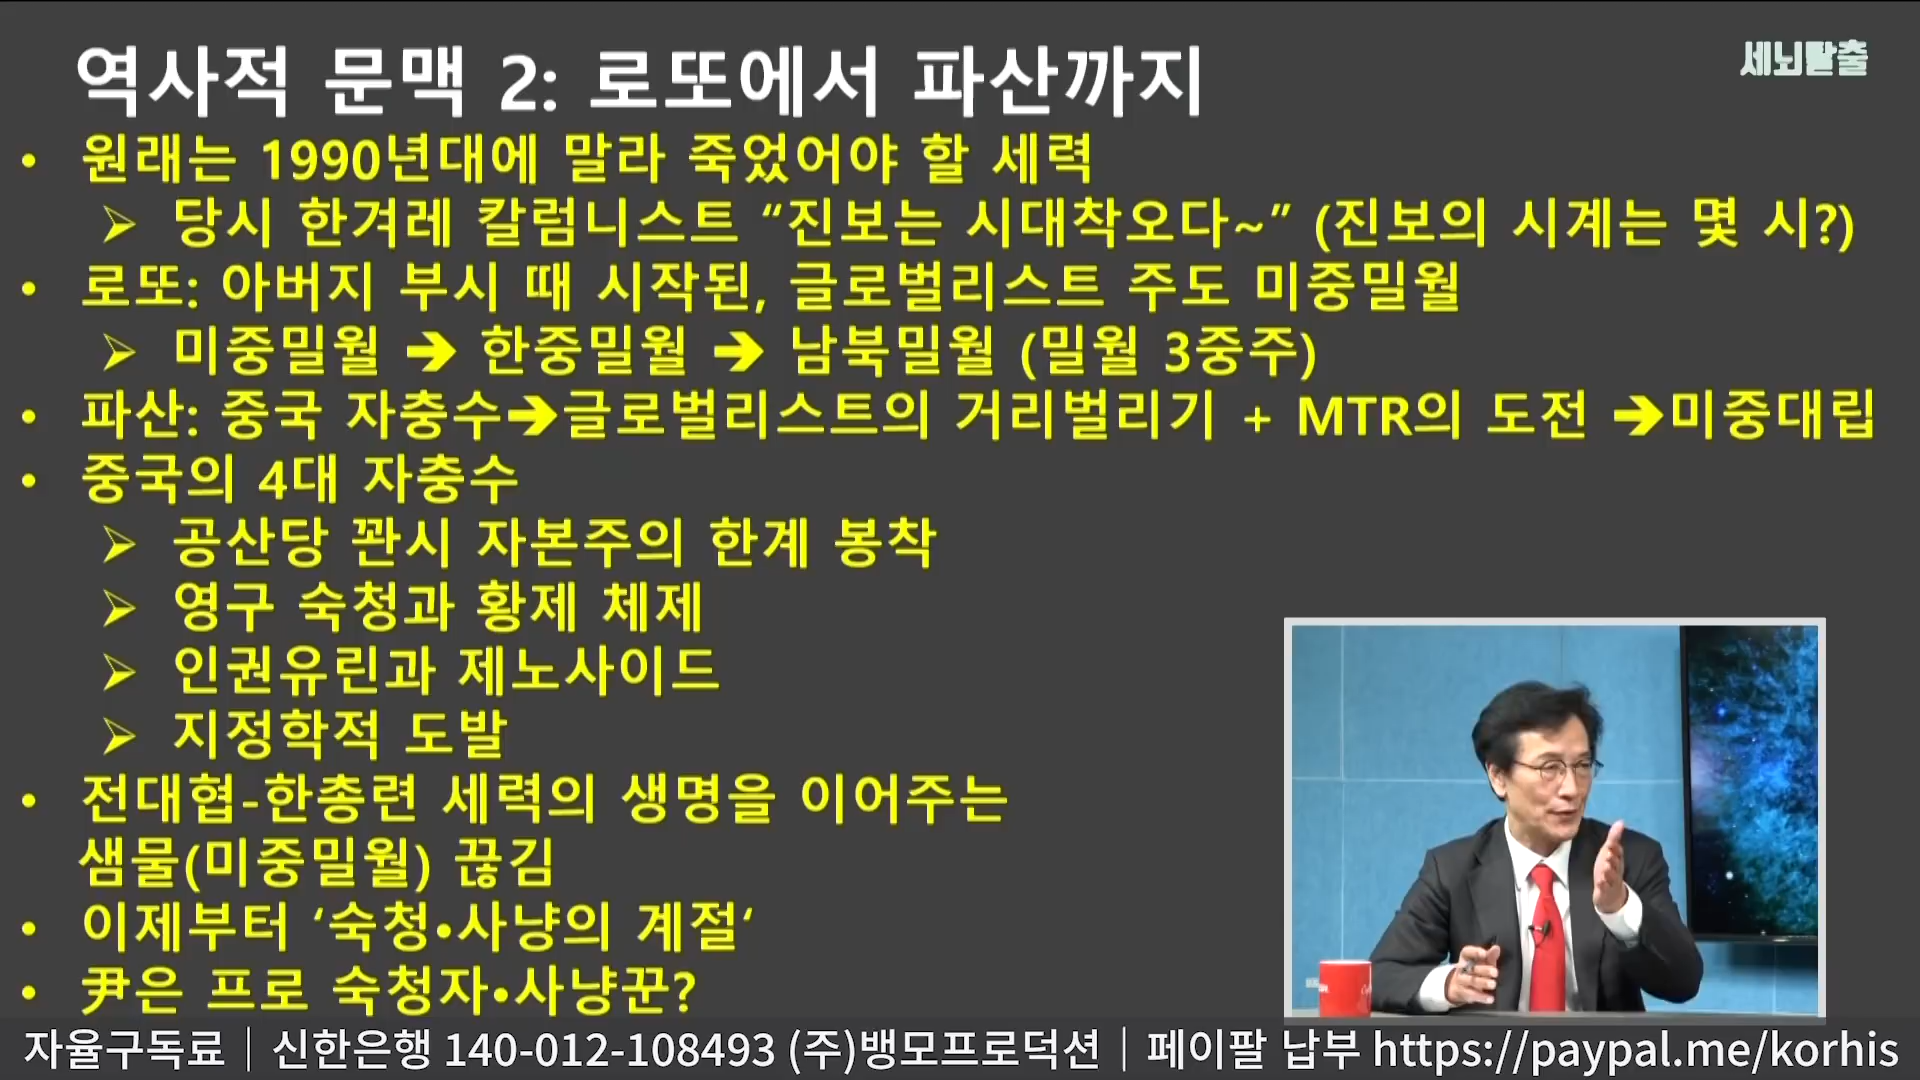 역사적 문맥 2: 로또에서 파산까지
세뇌탈출
• 원래는 1990년대에 말라 죽었어야 할 세력
➢ 당시 한겨레 칼럼니스트 “진보는 시대착오다~” (진보의 시계는 몇 시?)
• 로또: 아버지 부시 때 시작된, 글로벌리스트 주도 미중밀월
➢ 미중밀월 ➔ 한중밀월 ➔ 남북밀월 (밀월 3중주)
• 파산: 중국 자충수➔글로벌리스트의 거리벌리기 + MTR의 도전 ➔미중대립
• 중국의 4대 자충수
➢ 공산당 꽌시 자본주의 한계 봉착
➢ 영구 숙청과 황제 체제
➢ 인권유린과 제노사이드
➢ 지정학적 도발
• 전대협-한총련 세력의 생명을 이어주는
샘물(미중밀월) 끊김
• 이제부터 ‘숙청•사냥의 계절‘
• 尹은 프로 숙청자•사냥꾼?
자율구독료 | 신한은행 140-012-108493 (주)뱅모프로덕션 | 페이팔 납부 https://paypal.me/korhis